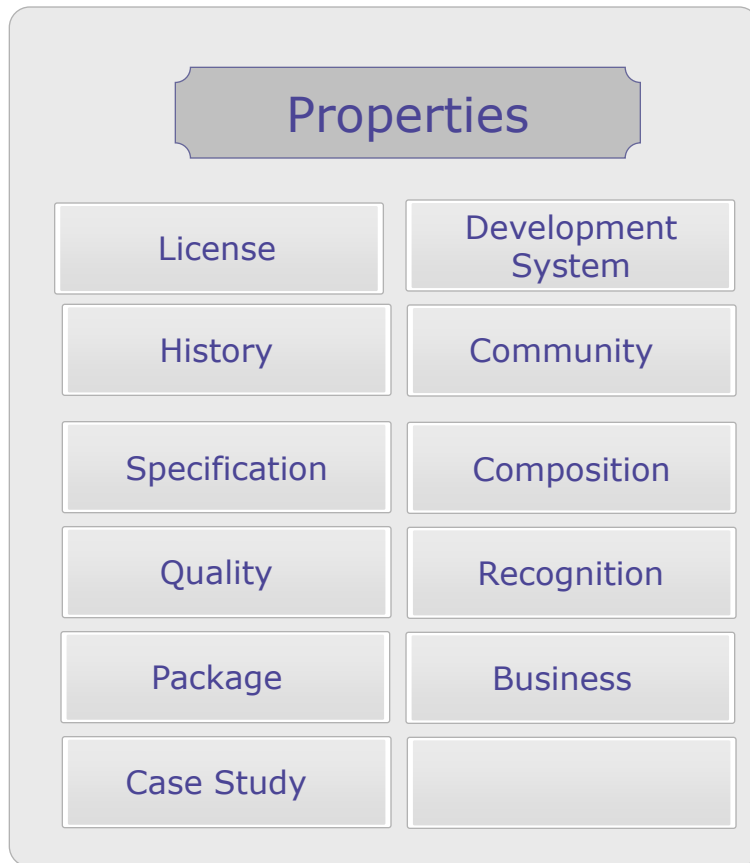 Properties
License
Development
System
History
Community
Specification
Composition
Quality
Recognition
Package
Business
Case Study